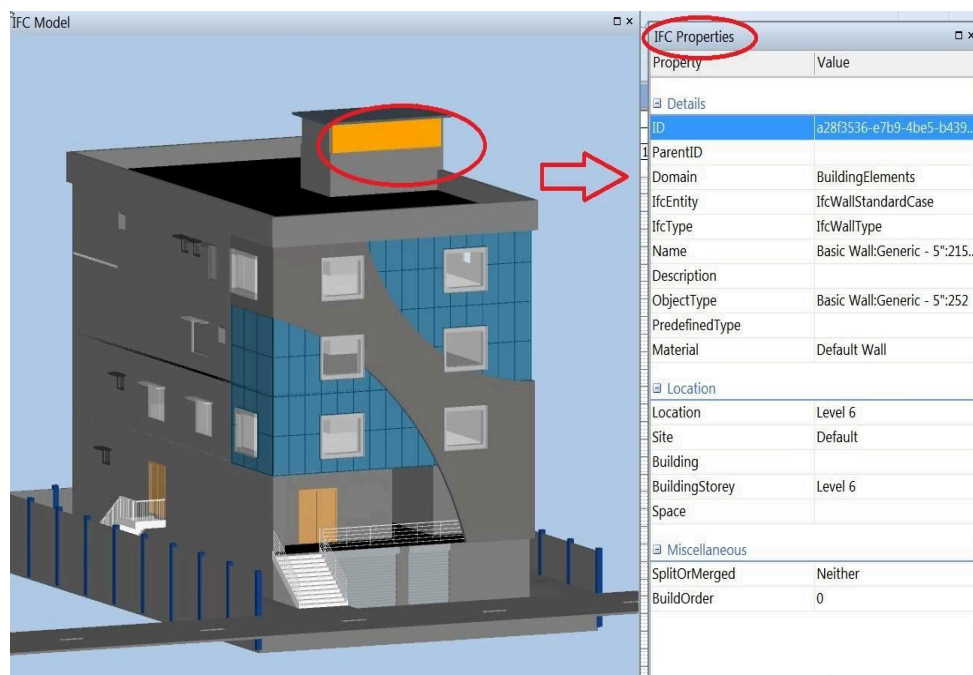 IFC Model
IFC Properties
Property Value
Details
ID a28f3536-e7b9-4be5-b439...
1
ParentID
Domain BuildingElements
IfcEntity IfcWallStandardCase
IfcType IfcWallType
Name Basic Wall:Generic - 5":215...
Description
ObjectType Basic Wall:Generic - 5":252
PredefinedType
Material Default Wall
Location
Location Level 6
Site Default
Building
BuildingStorey Level 6
Space
Miscellaneous
SplitOrMerged Neither
BuildOrder 0